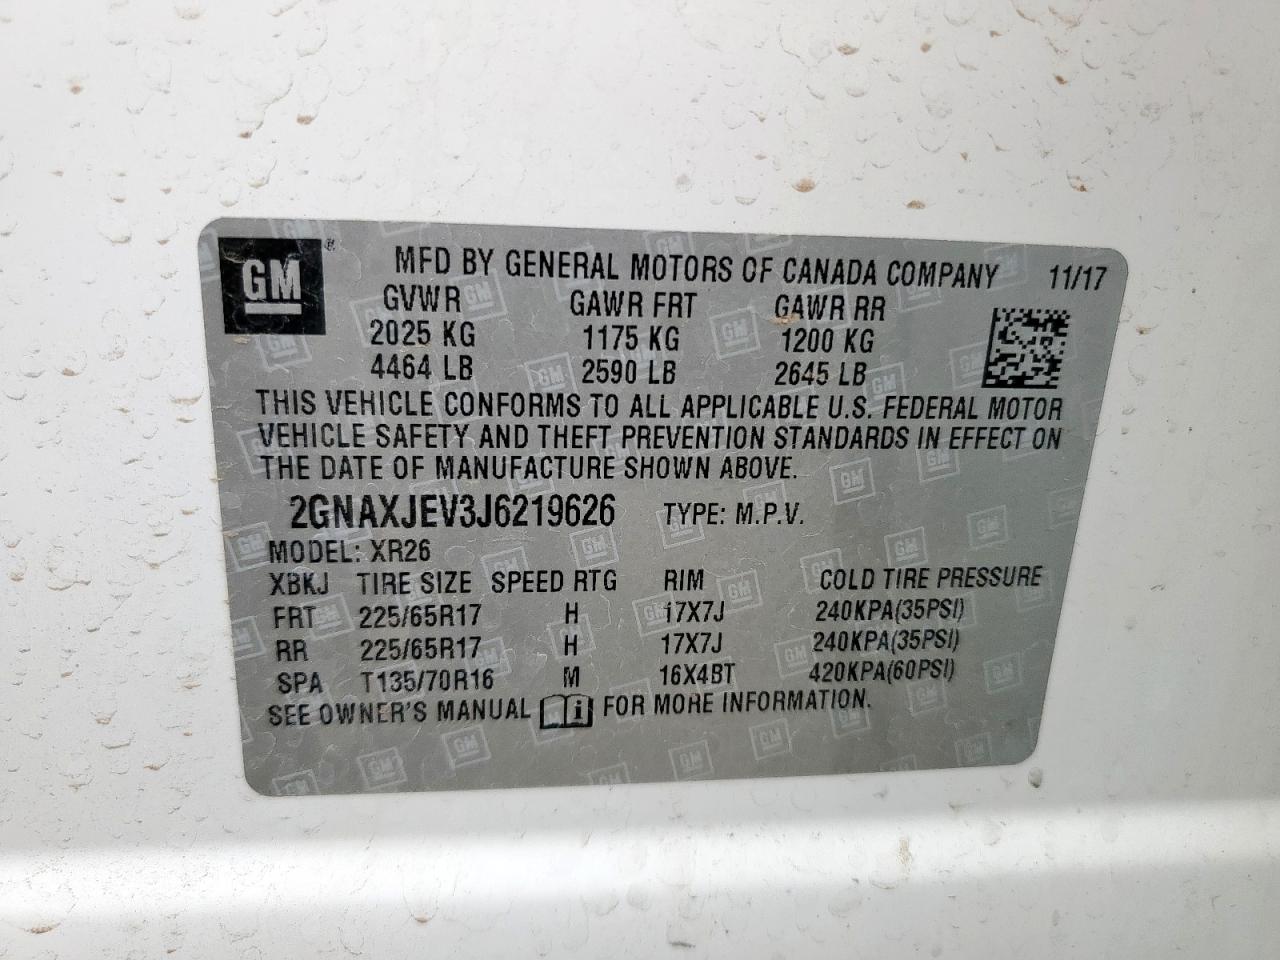 GM ® MFD BY GENERAL MOTORS OF CANADA COMPANY 11/17
GVWR GAWR FRT GAWR RR
2025 KG 1175 KG 1200 KG
4464 LB 2590 LB 2645 LB
THIS VEHICLE CONFORMS TO ALL APPLICABLE U.S. FEDERAL MOTOR
VEHICLE SAFETY AND THEFT PREVENTION STANDARDS IN EFFECT ON
THE DATE OF MANUFACTURE SHOWN ABOVE.
2GNAXJEV3J6219626 TYPE: M.P.V.
MODEL: XR26
XBKJ TIRE SIZE SPEED RTG RIM COLD TIRE PRESSURE
FRT 225/65R17 H 17X7J 240KPA(35PSI)
RR 225/65R17 H 17X7J 240KPA(35PSI)
SPA T135/70R16 M 16X4BT 420KPA(60PSI)
SEE OWNER'S MANUAL i FOR MORE INFORMATION.